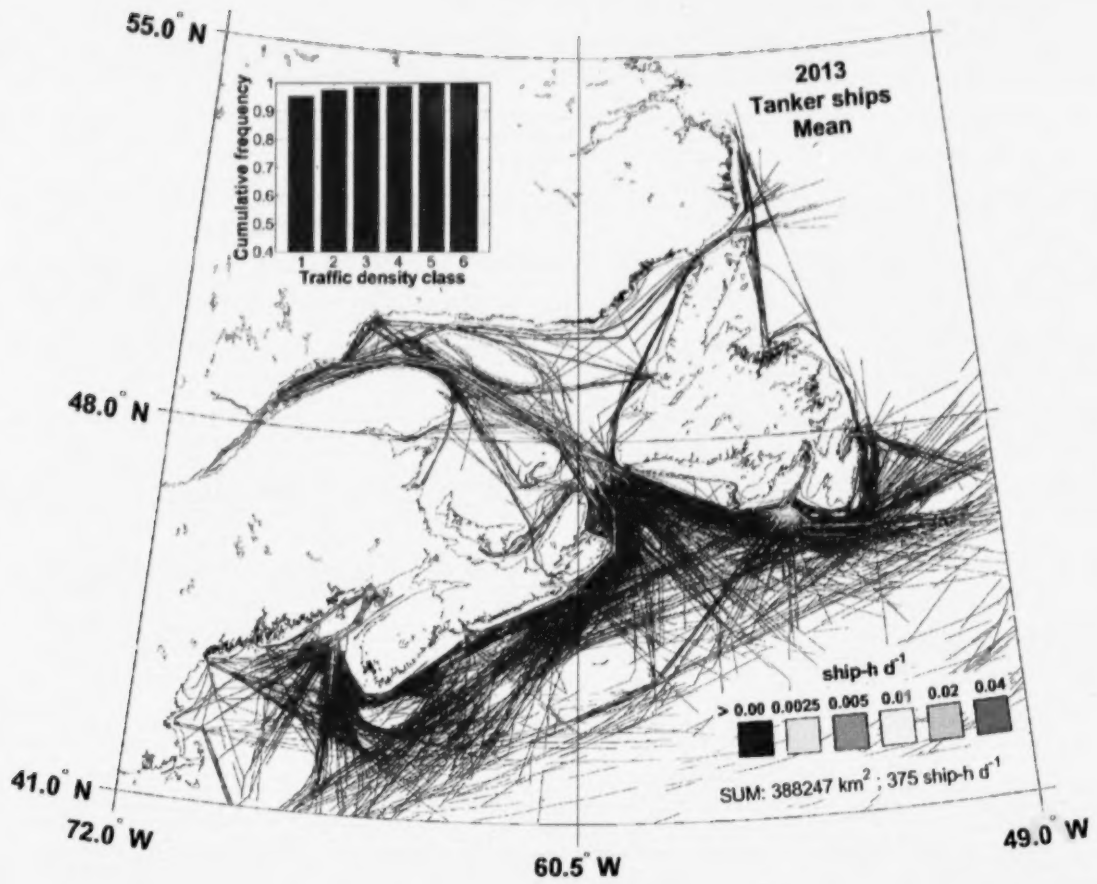 55.0° N
2013
Tanker ships
Mean
Cumulative frequency
1
0.9
0.8
0.7
0.6
0.5
0.4
1 2 3 4 5 6
Traffic density class
48.0° N
ship-h d⁻¹
> 0.00 0.0025 0.005 0.01 0.02 0.04
SUM: 388247 km² ; 375 ship-h d⁻¹
41.0° N
72.0° W
60.5° W
49.0° W